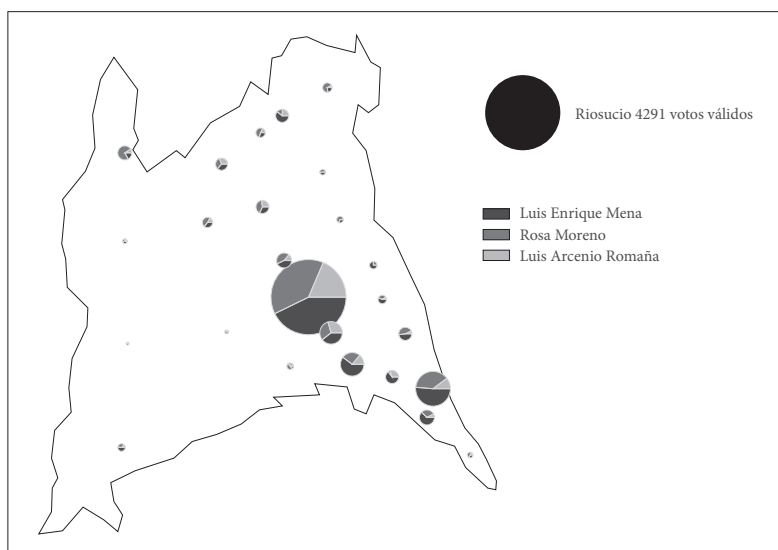 Riosucio 4291 votos válidos
Luis Enrique Mena
Rosa Moreno
Luis Arcenio Romaña